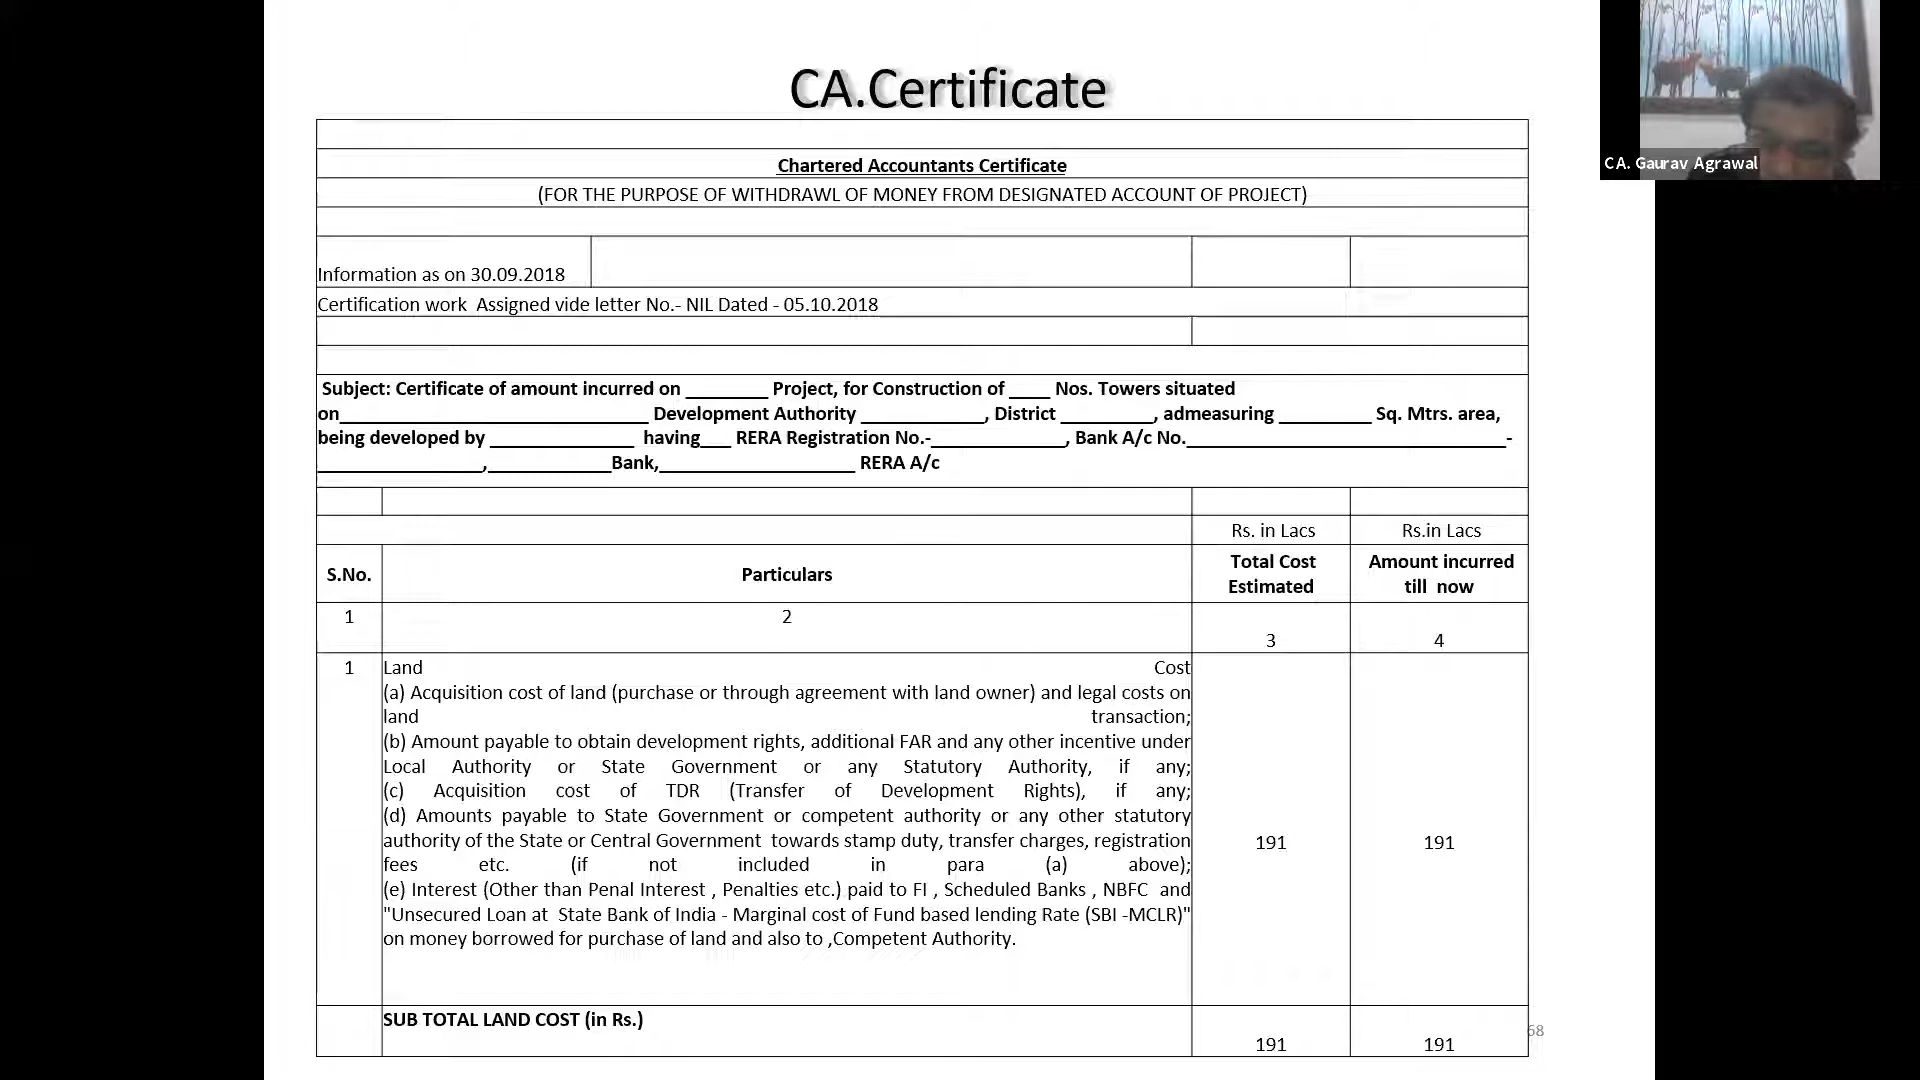 CA.Certificate
CA. Gaurav Agrawal
Chartered Accountants Certificate
(FOR THE PURPOSE OF WITHDRAWL OF MONEY FROM DESIGNATED ACCOUNT OF PROJECT)
Information as on 30.09.2018
Certification work Assigned vide letter No.- NIL Dated - 05.10.2018
Subject: Certificate of amount incurred on ________ Project, for Construction of ____ Nos. Towers situated
on______________________________ Development Authority ____________, District _________, admeasuring _________ Sq. Mtrs. area,
being developed by ______________ having___ RERA Registration No.-_____________, Bank A/c No._______________________________-
________________,____________Bank,___________________ RERA A/c
Rs. in Lacs Rs.in Lacs
S.No. Particulars Total Cost Estimated Amount incurred till now
1 2 3 4
1 Land Cost
(a) Acquisition cost of land (purchase or through agreement with land owner) and legal costs on
land transaction;
(b) Amount payable to obtain development rights, additional FAR and any other incentive under
Local Authority or State Government or any Statutory Authority, if any;
(c) Acquisition cost of TDR (Transfer of Development Rights), if any;
(d) Amounts payable to State Government or competent authority or any other statutory
authority of the State or Central Government towards stamp duty, transfer charges, registration
fees etc. (if not included in para (a) above);
(e) Interest (Other than Penal Interest , Penalties etc.) paid to FI , Scheduled Banks , NBFC and
"Unsecured Loan at State Bank of India - Marginal cost of Fund based lending Rate (SBI -MCLR)"
on money borrowed for purchase of land and also to ,Competent Authority.
191 191
SUB TOTAL LAND COST (in Rs.)
191 191
68